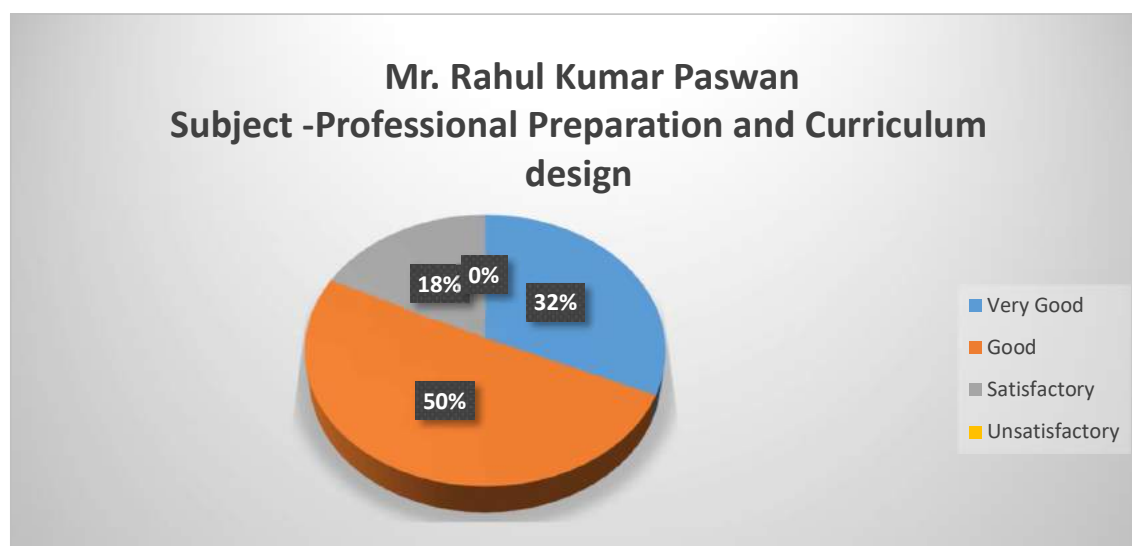 Mr. Rahul Kumar Paswan
Subject -Professional Preparation and Curriculum
design
18%
0%
32%
50%
Very Good
Good
Satisfactory
Unsatisfactory